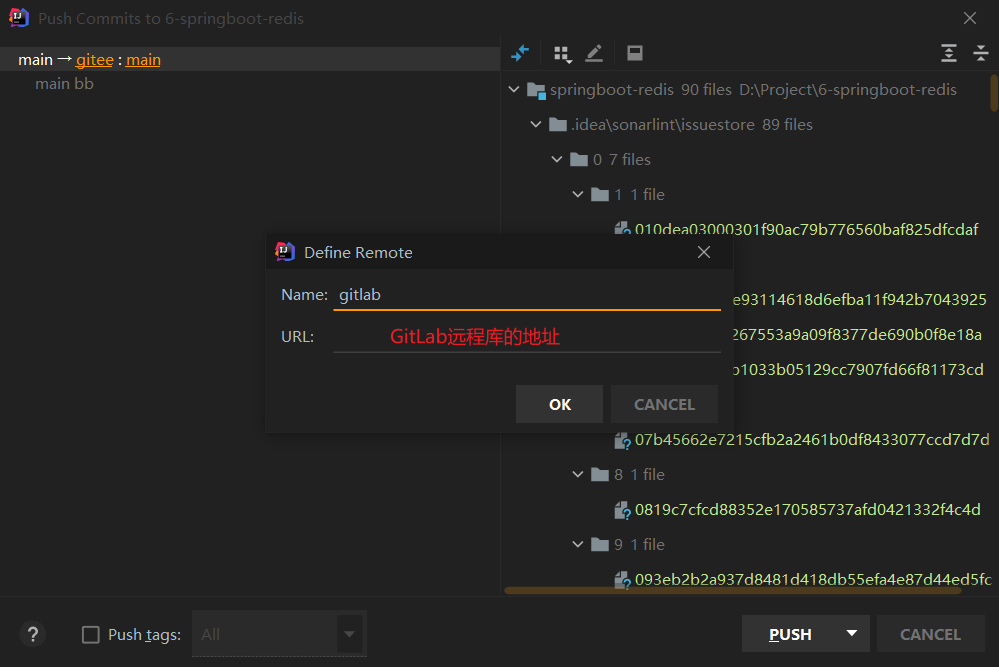 Push Commits to 6-springboot-redis
main → gitee : main
main bb
springboot-redis 90 files D:\Project\6-springboot-redis
.idea\sonarlint\issuestore 89 files
0 7 files
1 1 file
010dea03000301f90ac79b776560baf825dfcdaf
Define Remote
Name: gitlab
e93114618d6efba11f942b7043925
URL: GitLab远程库的地址
267553a9a09f8377de690b0f8e18a
b1033b05129cc7907fd66f81173cd
OK CANCEL
07b45662e7215cfb2a2461b0df8433077ccd7d7d
8 1 file
0819c7cfcd88352e170585737afd0421332f4c4d
9 1 file
093eb2b2a937d8481d418db55efa4e87d44ed5fc
? Push tags: All PUSH CANCEL